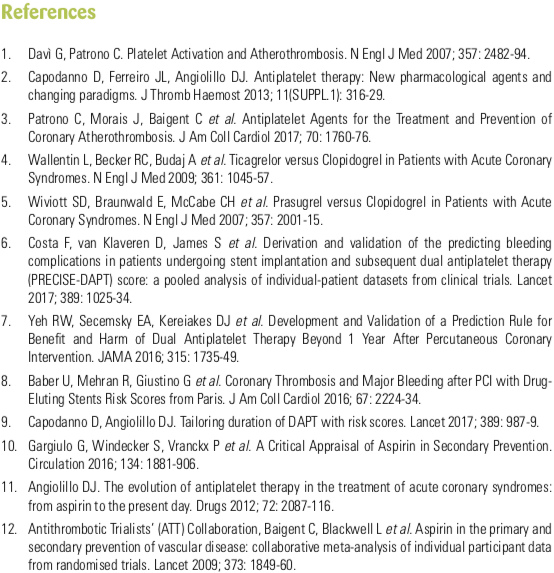 References
1. Davì G, Patrono C. Platelet Activation and Atherothrombosis. N Engl J Med 2007; 357: 2482-94.
2. Capodanno D, Ferreiro JL, Angiolillo DJ. Antiplatelet therapy: New pharmacological agents and
changing paradigms. J Thromb Haemost 2013; 11(SUPPL.1): 316-29.
3. Patrono C, Morais J, Baigent C et al. Antiplatelet Agents for the Treatment and Prevention of
Coronary Atherothrombosis. J Am Coll Cardiol 2017; 70: 1760-76.
4. Wallentin L, Becker RC, Budaj A et al. Ticagrelor versus Clopidogrel in Patients with Acute Coronary
Syndromes. N Engl J Med 2009; 361: 1045-57.
5. Wiviott SD, Braunwald E, McCabe CH et al. Prasugrel versus Clopidogrel in Patients with Acute
Coronary Syndromes. N Engl J Med 2007; 357: 2001-15.
6. Costa F, van Klaveren D, James S et al. Derivation and validation of the predicting bleeding
complications in patients undergoing stent implantation and subsequent dual antiplatelet therapy
(PRECISE-DAPT) score: a pooled analysis of individual-patient datasets from clinical trials. Lancet
2017; 389: 1025-34.
7. Yeh RW, Secemsky EA, Kereiakes DJ et al. Development and Validation of a Prediction Rule for
Benefit and Harm of Dual Antiplatelet Therapy Beyond 1 Year After Percutaneous Coronary
Intervention. JAMA 2016; 315: 1735-49.
8. Baber U, Mehran R, Giustino G et al. Coronary Thrombosis and Major Bleeding after PCI with Drug-
Eluting Stents Risk Scores from Paris. J Am Coll Cardiol 2016; 67: 2224-34.
9. Capodanno D, Angiolillo DJ. Tailoring duration of DAPT with risk scores. Lancet 2017; 389: 987-9.
10. Gargiulo G, Windecker S, Vranckx P et al. A Critical Appraisal of Aspirin in Secondary Prevention.
Circulation 2016; 134: 1881-906.
11. Angiolillo DJ. The evolution of antiplatelet therapy in the treatment of acute coronary syndromes:
from aspirin to the present day. Drugs 2012; 72: 2087-116.
12. Antithrombotic Trialists' (ATT) Collaboration, Baigent C, Blackwell L et al. Aspirin in the primary and
secondary prevention of vascular disease: collaborative meta-analysis of individual participant data
from randomised trials. Lancet 2009; 373: 1849-60.